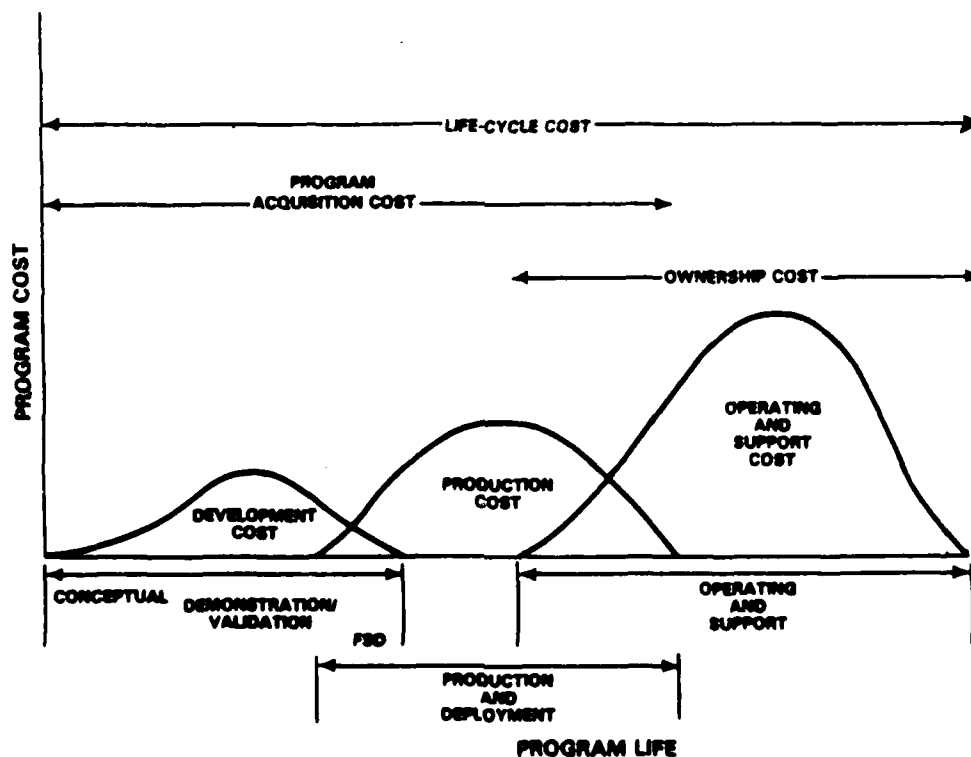 LIFE-CYCLE COST
PROGRAM
ACQUISITION COST
OWNERSHIP COST
PROGRAM COST
OPERATING
AND
SUPPORT
COST
PRODUCTION
COST
DEVELOPMENT
COST
CONCEPTUAL
DEMONSTRATION/
VALIDATION
FSD
OPERATING
AND
SUPPORT
PRODUCTION
AND
DEPLOYMENT
PROGRAM LIFE